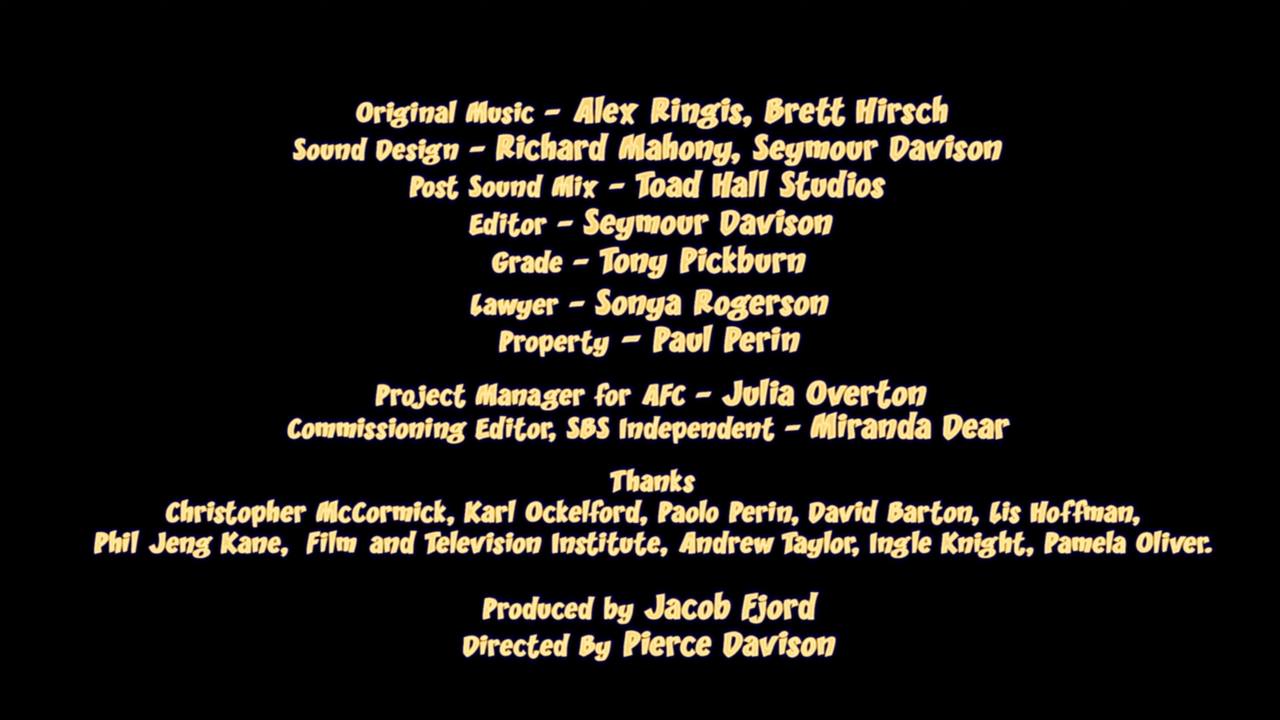 Original Music - Alex Ringis, Brett Hirsch
Sound Design - Richard Mahony, Seymour Davison
Post Sound Mix - Toad Hall Studios
Editor - Seymour Davison
Grade - Tony Pickburn
Lawyer - Sonya Rogerson
Property - Paul Perin
Project Manager for AFC - Julia Overton
Commissioning Editor, SBS Independent - Miranda Dear
Thanks
Christopher McCormick, Karl Ockelford, Paolo Perin, David Barton, Lis Hoffman,
Phil Jeng Kane, Film and Television Institute, Andrew Taylor, Ingle Knight, Pamela Oliver.
Produced by Jacob Fjord
Directed By Pierce Davison